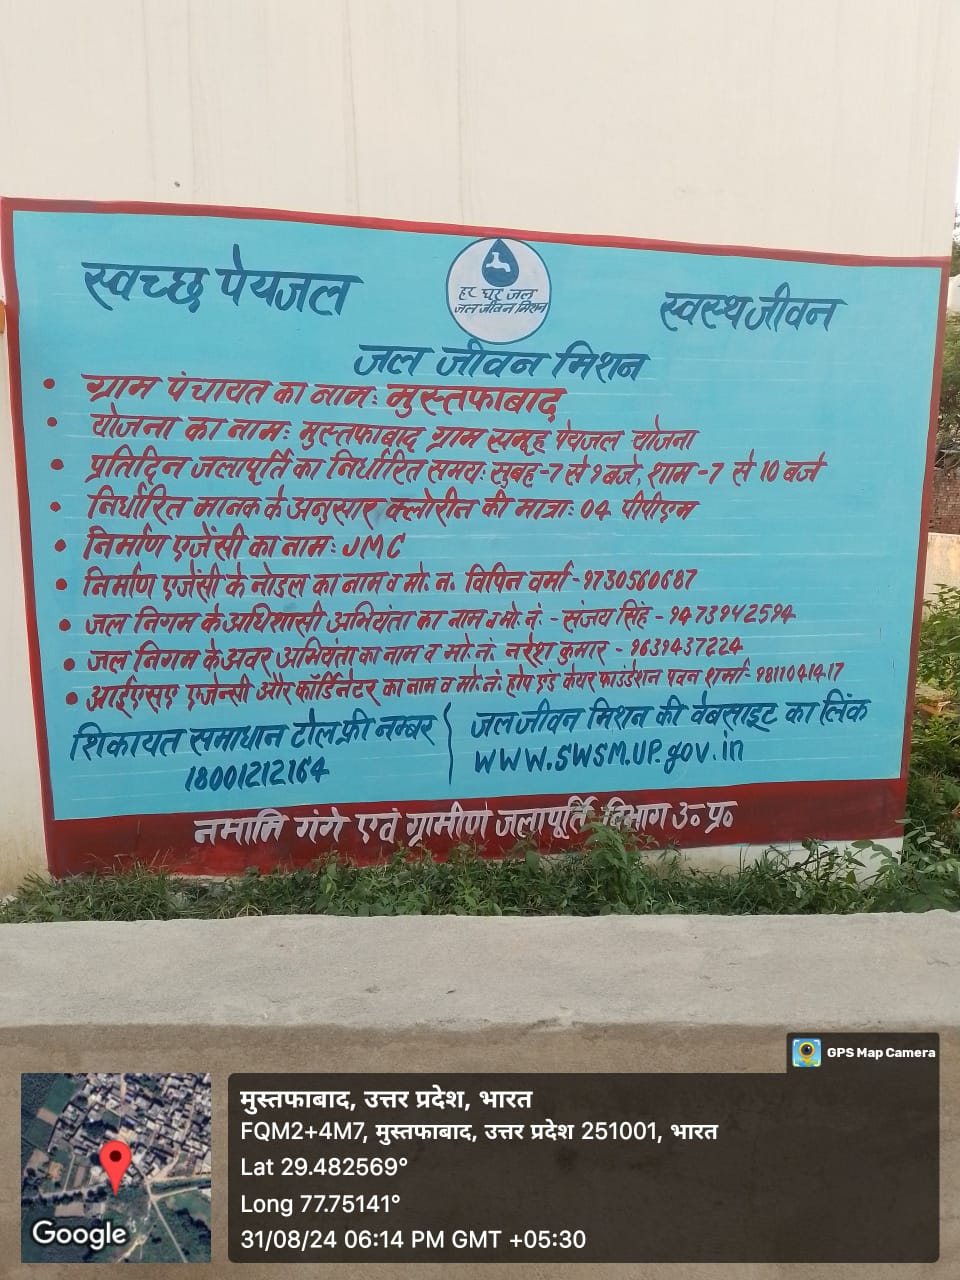 स्वच्छ पेयजल
हर घर जल
जल जीवन मिशन
स्वस्थ जीवन
जल जीवन मिशन
• ग्राम पंचायत का नाम: मुस्तफाबाद
• योजना का नाम: मुस्तफाबाद ग्राम समूह पेयजल योजना
• प्रतिदिन जलापूर्ति का निर्धारित समय: सुबह-7 से 9 बजे, शाम-7 से 10 बजे
• निर्धारित मानक के अनुसार क्लोरीन की मात्रा: 04 पीपीएम
• निर्माण एजेंसी का नाम: JMC
• निर्माण एजेंसी के नोडल का नाम व मो. न. विपिन वर्मा - 9730560687
• जल निगम के अधिशासी अभियंता का नाम व मो. नं. - संजय सिंह - 9473942594
• जल निगम के अवर अभियंता का नाम व मो. नं. नरेश कुमार - 9639437224
• आईएसए एजेन्सी और कॉर्डिनेटर का नाम व मो. नं. होप एंड केयर फाउंडेशन पवन शर्मा - 9811041417
शिकायत समाधान टोल फ्री नम्बर
18001212164
जल जीवन मिशन की वेबसाइट का लिंक
WWW.SWSM.UP.gov.in
नमामि गंगे एवं ग्रामीण जलापूर्ति विभाग उ० प्र०
GPS Map Camera
मुस्तफाबाद, उत्तर प्रदेश, भारत
FQM2+4M7, मुस्तफाबाद, उत्तर प्रदेश 251001, भारत
Lat 29.482569°
Long 77.75141°
31/08/24 06:14 PM GMT +05:30
Google